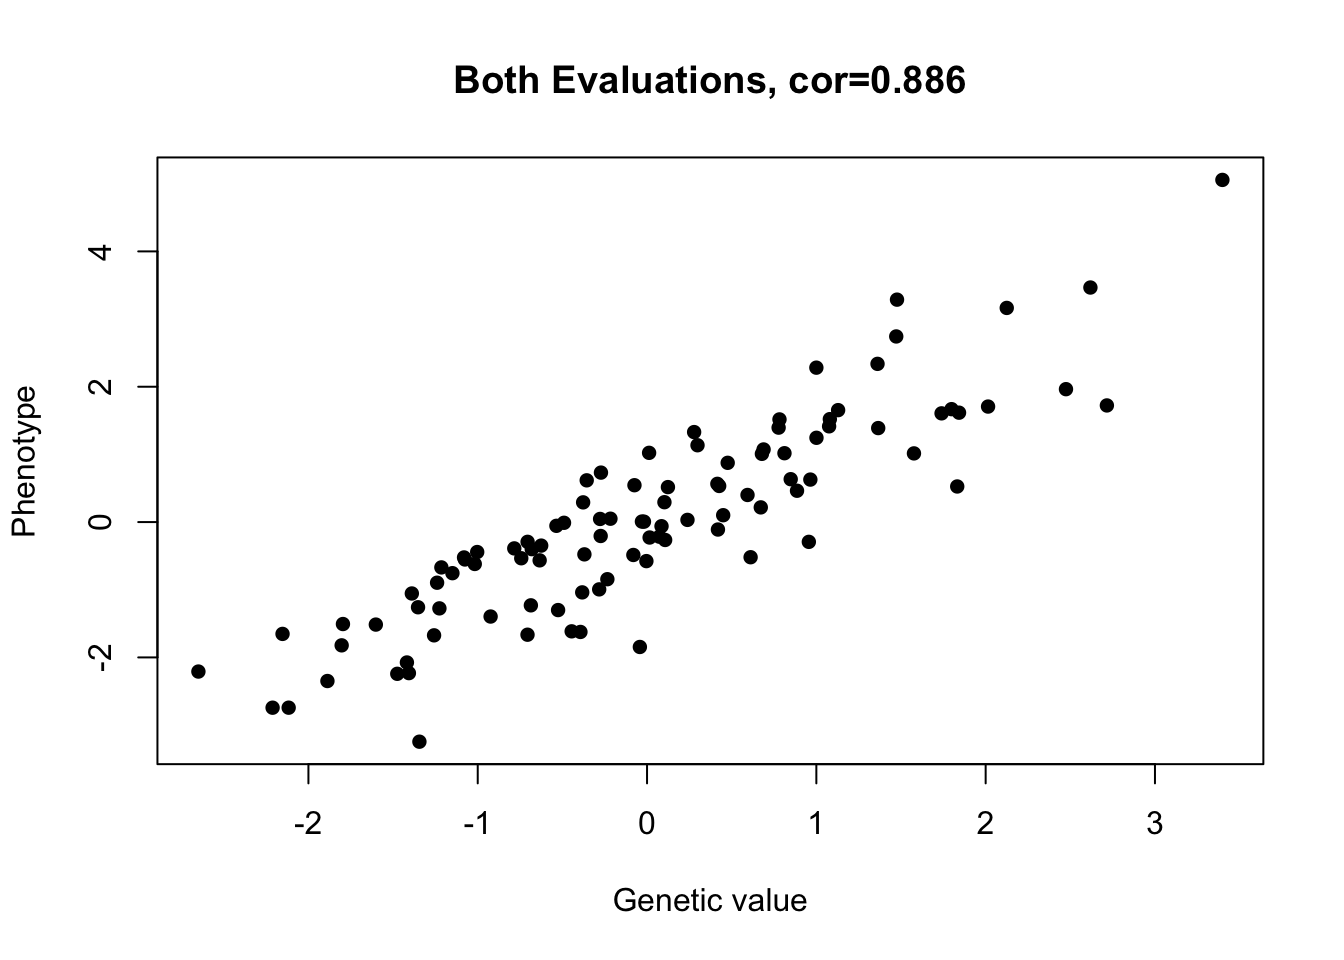 Both Evaluations, cor=0.886
Phenotype
4
2
0
-2
-2 -1 0 1 2 3
Genetic value